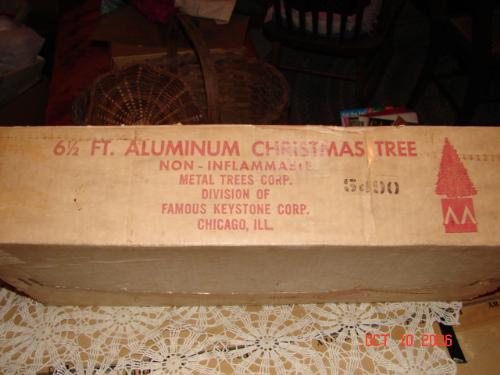 6½ FT. ALUMINUM CHRISTMAS TREE
NON-INFLAMMABLE
METAL TREES CORP.
DIVISION OF
FAMOUS KEYSTONE CORP.
CHICAGO, ILL.
OCT 10 2006